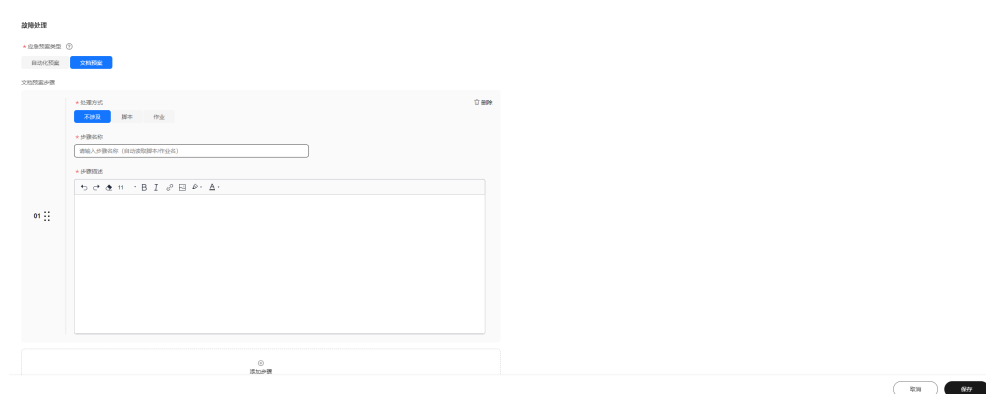 故障处理
* 应急预案类型 ?
自动化预案 文档预案
文档预案步骤
* 处理方式 删除
不涉及 脚本 作业
* 步骤名称
请输入步骤名称（自动读取脚本/作业名）
* 步骤描述
11 B I A
01
添加步骤
取消 保存